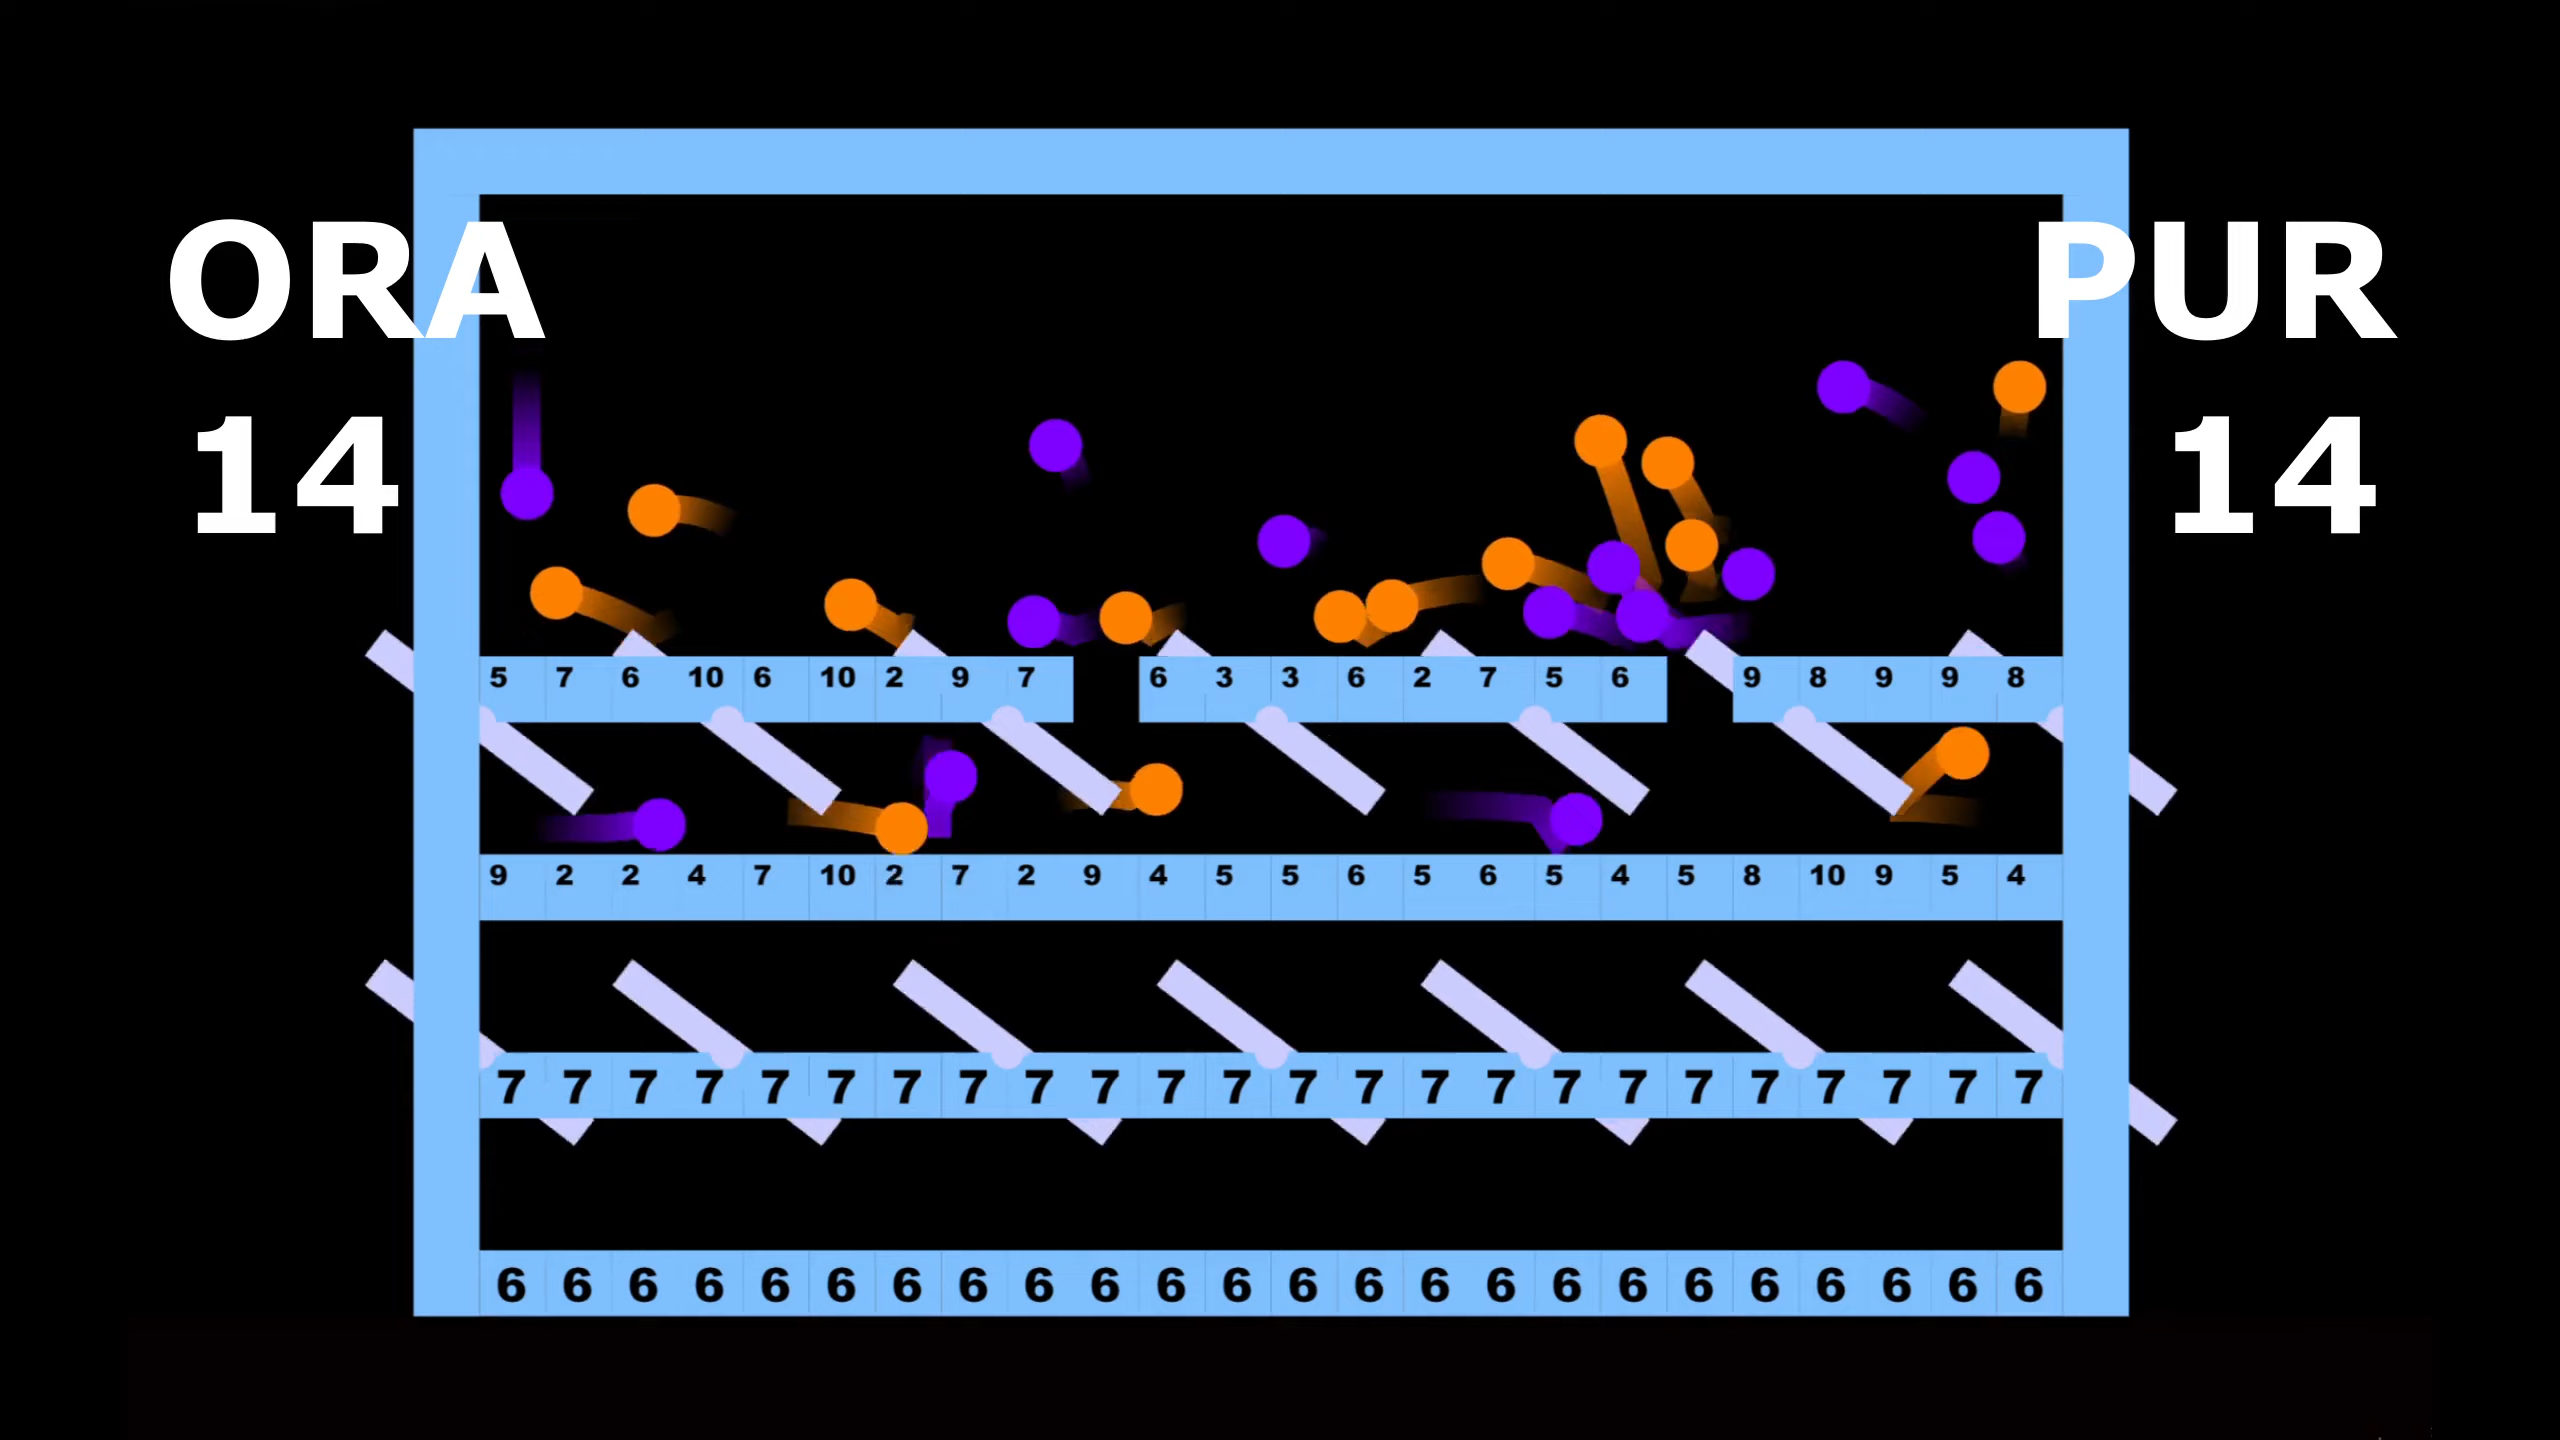 ORA
14
PUR
14
5 7 6 10 6 10 2 9 7 6 3 3 6 2 7 5 6 9 8 9 9 8
9 2 2 4 7 10 2 7 2 9 4 5 5 6 5 6 5 4 5 8 10 9 5 4
7 7 7 7 7 7 7 7 7 7 7 7 7 7 7 7 7 7 7 7 7 7 7 7
6 6 6 6 6 6 6 6 6 6 6 6 6 6 6 6 6 6 6 6 6 6 6 6